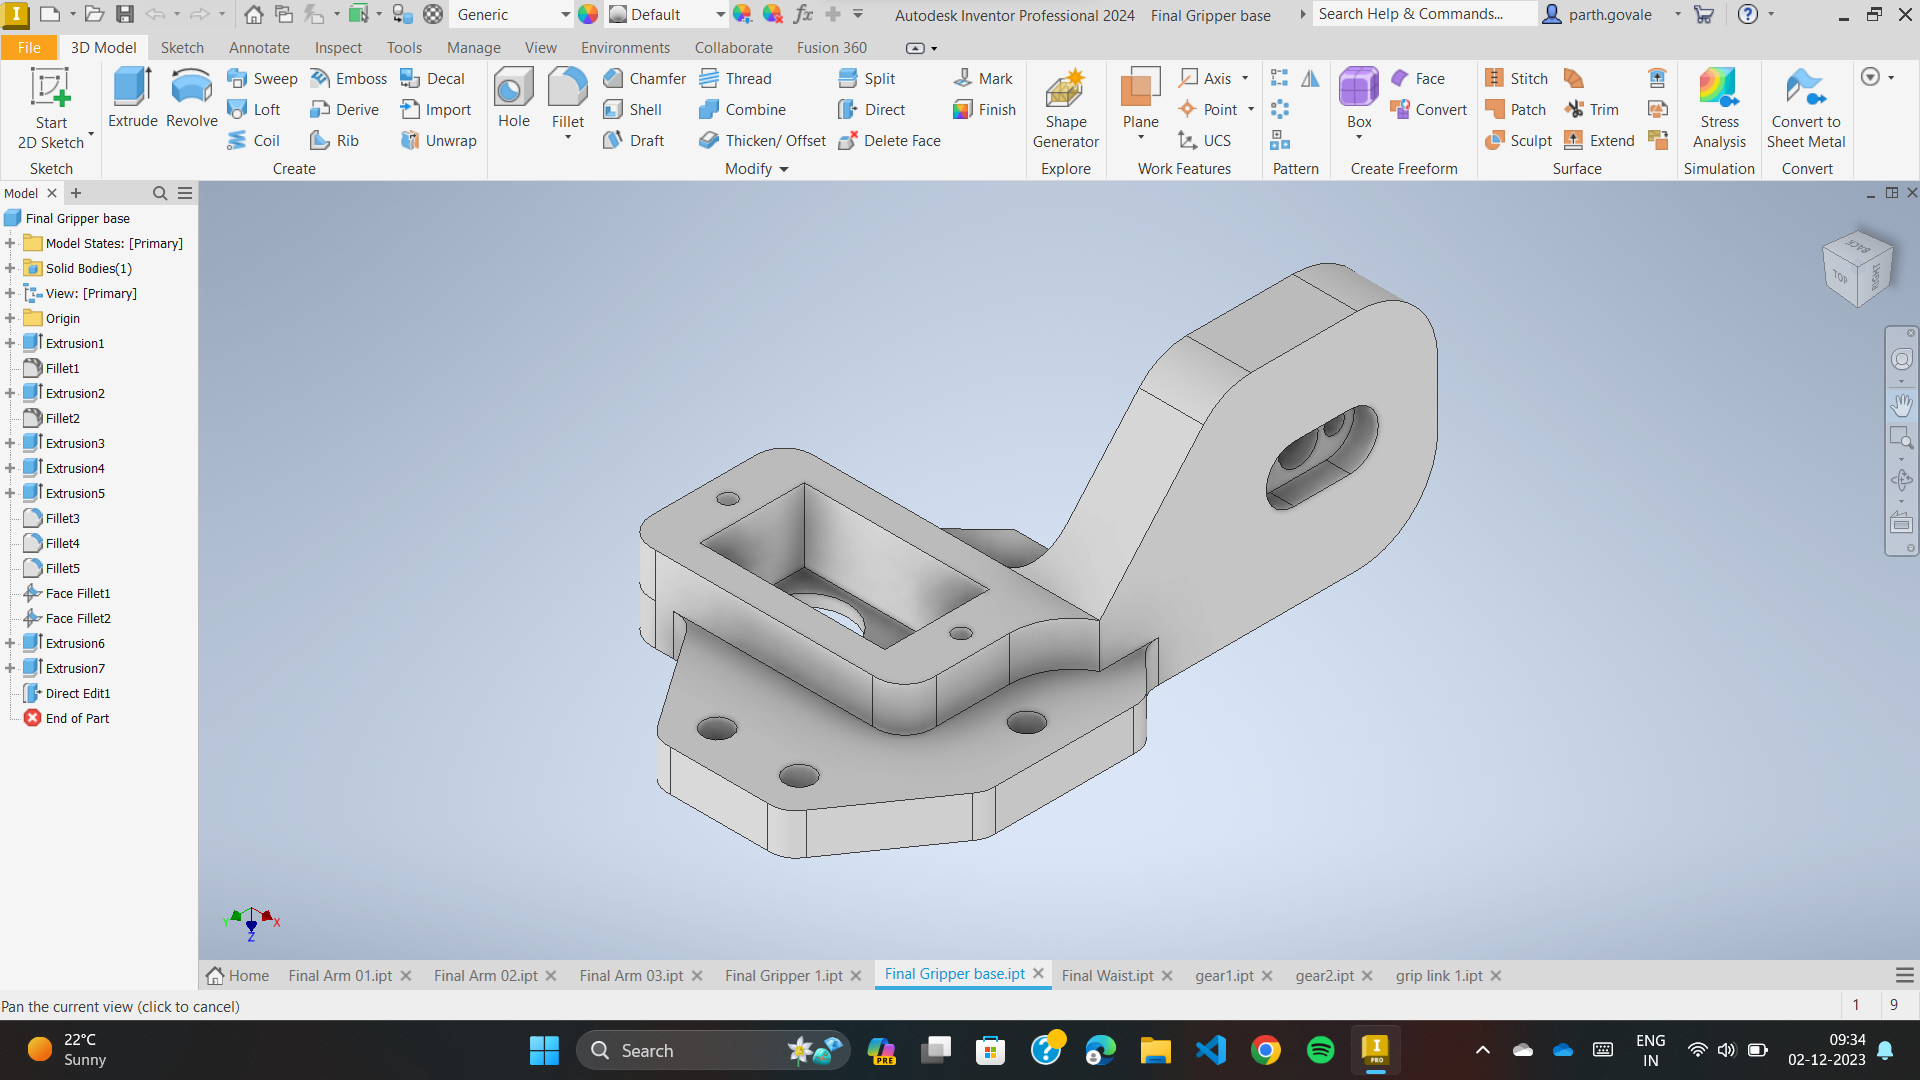 Generic
Default
fx
Autodesk Inventor Professional 2024 Final Gripper base
Search Help & Commands...
parth.govale
File 3D Model Sketch Annotate Inspect Tools Manage View Environments Collaborate Fusion 360
Start
2D Sketch
Sketch
Extrude
Revolve
Sweep
Loft
Coil
Emboss
Derive
Rib
Decal
Import
Unwrap
Create
Hole
Fillet
Chamfer
Shell
Draft
Thread
Combine
Thicken/ Offset
Split
Direct
Delete Face
Mark
Finish
Modify
Shape
Generator
Explore
Plane
Axis
Point
UCS
Work Features
Pattern
Box
Face
Convert
Create Freeform
Stitch
Patch
Sculpt
Trim
Extend
Surface
Stress
Analysis
Simulation
Convert to
Sheet Metal
Convert
Model
Final Gripper base
Model States: [Primary]
Solid Bodies(1)
View: [Primary]
Origin
Extrusion1
Fillet1
Extrusion2
Fillet2
Extrusion3
Extrusion4
Extrusion5
Fillet3
Fillet4
Fillet5
Face Fillet1
Face Fillet2
Extrusion6
Extrusion7
Direct Edit1
End of Part
BACK
TOP
RIGHT
Y
X
Z
Home Final Arm 01.ipt Final Arm 02.ipt Final Arm 03.ipt Final Gripper 1.ipt Final Gripper base.ipt Final Waist.ipt gear1.ipt gear2.ipt grip link 1.ipt
Pan the current view (click to cancel)
1 9
22°C
Sunny
Search
PRE
I
PRO
ENG
IN
09:34
02-12-2023